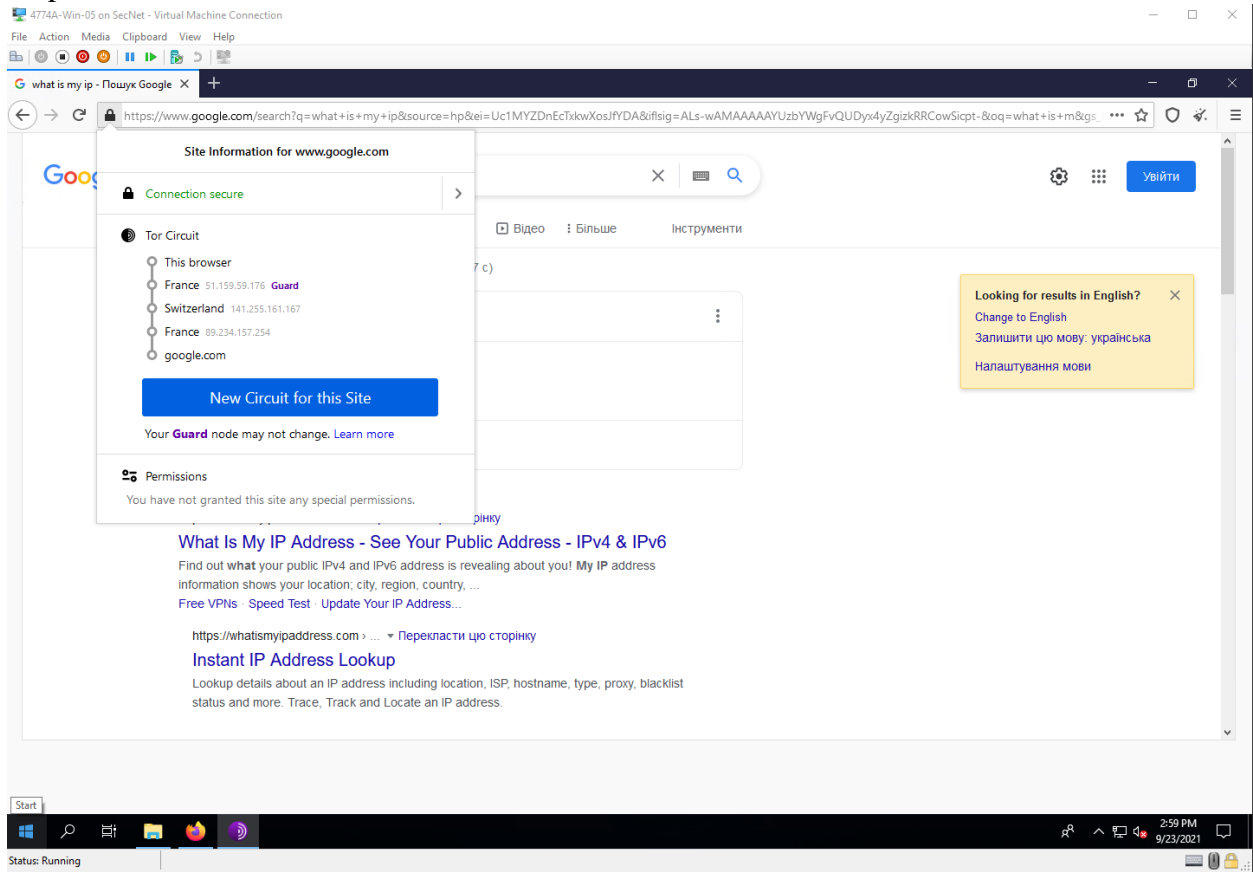 4774A-Win-05 on SecNet - Virtual Machine Connection
File Action Media Clipboard View Help
what is my ip - Пошук Google
https://www.google.com/search?q=what+is+my+ip&source=hp&ei=Uc1MYZDnEcTxkwXosJfYDA&iflsig=ALs-wAMAAAAAYUzbYWgFvQUDyx4yZgizkRRCowSicpt-&oq=what+is+m&gs_
Site Information for www.google.com
Connection secure
Tor Circuit
This browser
France 51.159.59.176 Guard
Switzerland 141.255.161.167
France 89.234.157.254
google.com
New Circuit for this Site
Your Guard node may not change. Learn more
Permissions
You have not granted this site any special permissions.
Увійти
Відео Більше Інструменти
Looking for results in English?
Change to English
Залишити цю мову: українська
Налаштування мови
What Is My IP Address - See Your Public Address - IPv4 & IPv6
Find out what your public IPv4 and IPv6 address is revealing about you! My IP address
information shows your location; city, region, country, ...
Free VPNs · Speed Test · Update Your IP Address...
https://whatismyipaddress.com › ... Перекласти цю сторінку
Instant IP Address Lookup
Lookup details about an IP address including location, ISP, hostname, type, proxy, blacklist
status and more. Trace, Track and Locate an IP address.
Start
2:59 PM
9/23/2021
Status: Running